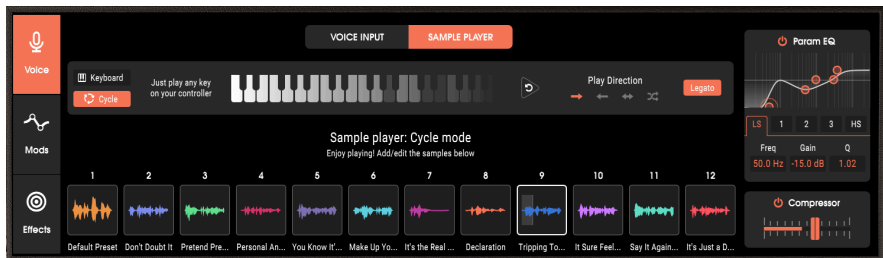 VOICE INPUT
SAMPLE PLAYER
Voice
Mods
Effects
Keyboard
Cycle
Just play any key
on your controller
Play Direction
Legato
Sample player: Cycle mode
Enjoy playing! Add/edit the samples below
1 2 3 4 5 6 7 8 9 10 11 12
Default Preset Don't Doubt It Pretend Pre... Personal An... You Know It'... Make Up Yo... It's the Real ... Declaration Tripping To... It Sure Feel... Say It Again... It's Just a D...
Param EQ
LS 1 2 3 HS
Freq Gain Q
50.0 Hz -15.0 dB 1.02
Compressor